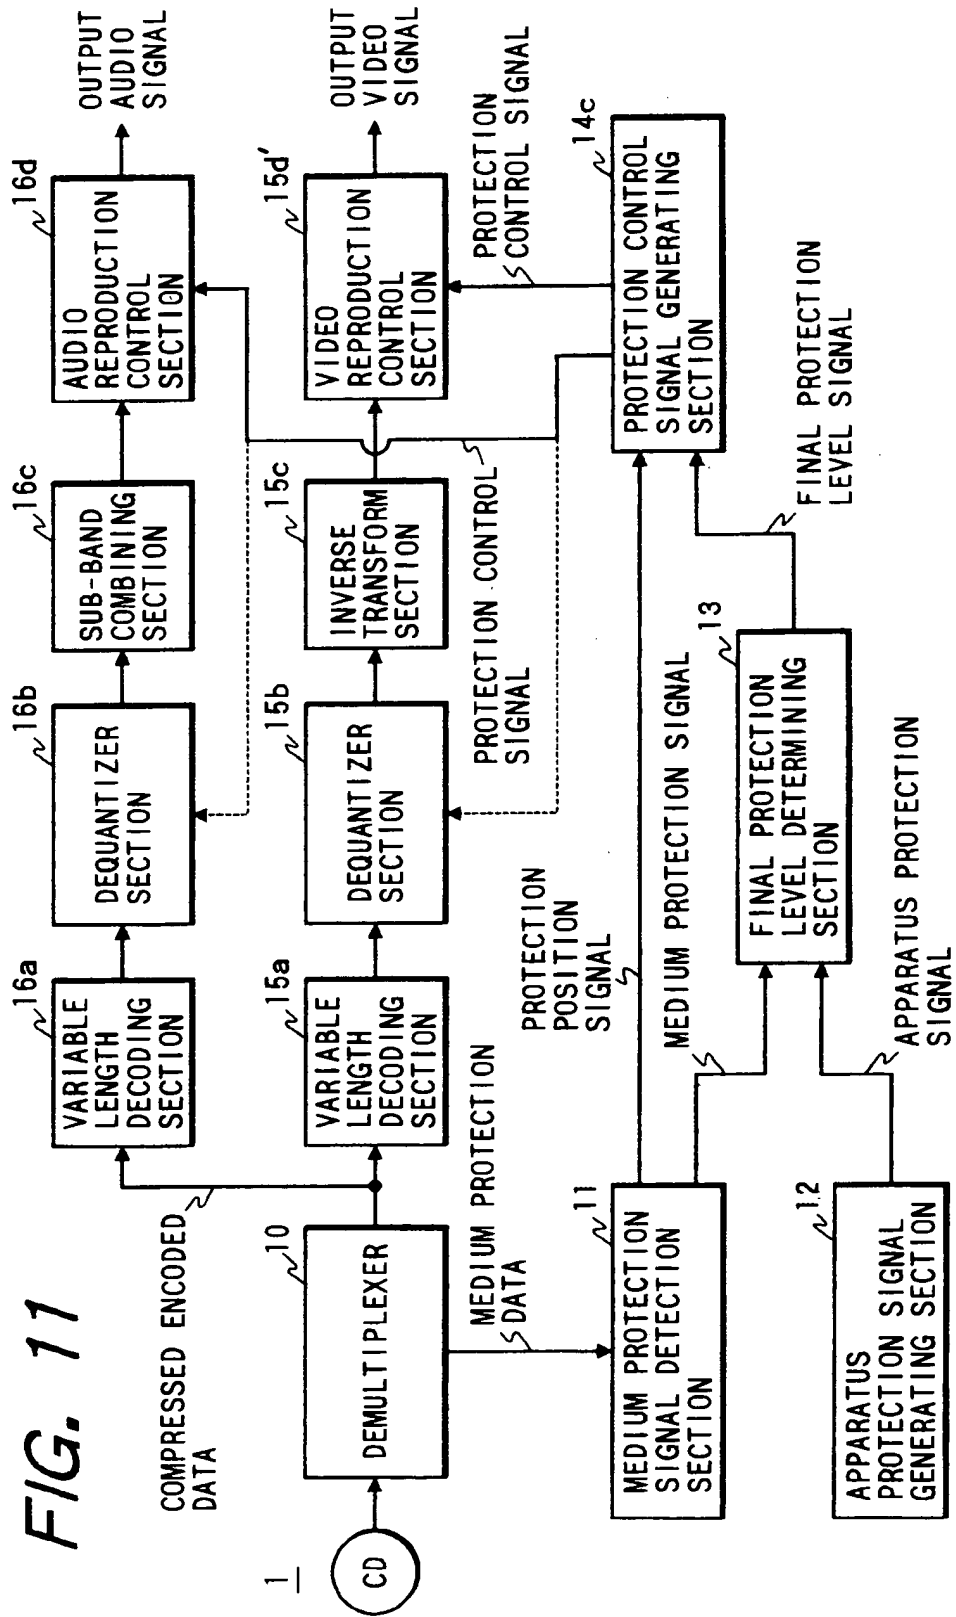 FIG. 11
1
CD
COMPRESSED ENCODED
DATA
10
DEMULTIPLEXER
MEDIUM PROTECTION
DATA
16a
VARIABLE
LENGTH
DECODING
SECTION
16b
DEQUANTIZER
SECTION
16c
SUB-BAND
COMBINING
SECTION
16d
AUDIO
REPRODUCTION
CONTROL
SECTION
OUTPUT
AUDIO
SIGNAL
15a
VARIABLE
LENGTH
DECODING
SECTION
15b
DEQUANTIZER
SECTION
15c
INVERSE
TRANSFORM
SECTION
15d'
VIDEO
REPRODUCTION
CONTROL
SECTION
OUTPUT
VIDEO
SIGNAL
PROTECTION CONTROL
SIGNAL
PROTECTION
CONTROL SIGNAL
PROTECTION
POSITION
SIGNAL
11
MEDIUM PROTECTION
SIGNAL DETECTION
SECTION
MEDIUM PROTECTION SIGNAL
14c
PROTECTION CONTROL
SIGNAL GENERATING
SECTION
13
FINAL PROTECTION
LEVEL DETERMINING
SECTION
FINAL PROTECTION
LEVEL SIGNAL
12
APPARATUS
PROTECTION SIGNAL
GENERATING SECTION
APPARATUS PROTECTION
SIGNAL